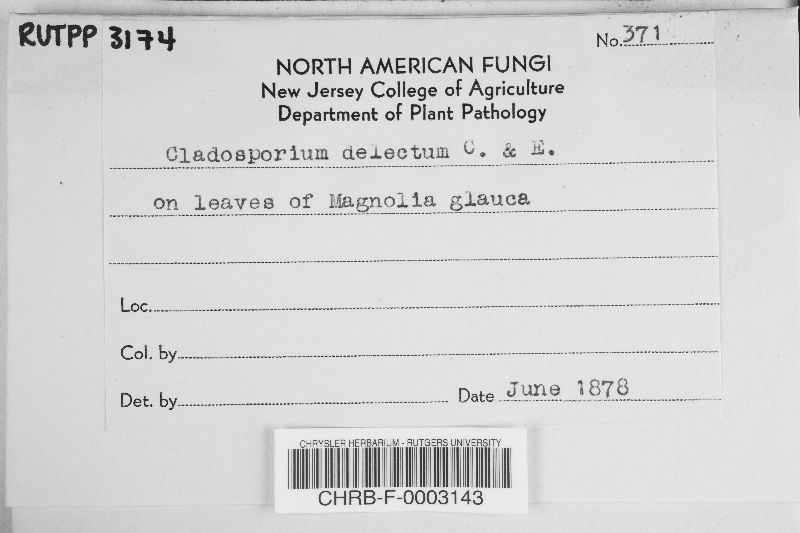 RUTPP 3174
No. 371
NORTH AMERICAN FUNGI
New Jersey College of Agriculture
Department of Plant Pathology
Cladosporium delectum C. & E.
on leaves of Magnolia glauca
Loc.
Col. by
Det. by
Date June 1878
CHRYSLER HERBARIUM - RUTGERS UNIVERSITY
CHRB-F-0003143